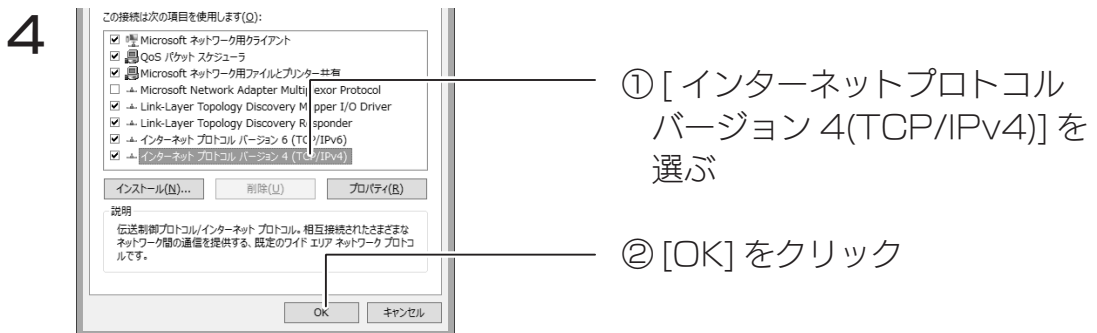 4
この接続は次の項目を使用します(O):
Microsoft ネットワーク用クライアント
QoS パケット スケジューラ
Microsoft ネットワーク用ファイルとプリンター共有
Microsoft Network Adapter Multiplexor Protocol
Link-Layer Topology Discovery Mapper I/O Driver
Link-Layer Topology Discovery Responder
インターネット プロトコル バージョン 6 (TCP/IPv6)
インターネット プロトコル バージョン 4 (TCP/IPv4)
インストール(N)... 削除(U) プロパティ(R)
説明
伝送制御プロトコル/インターネット プロトコル。相互接続されたさまざまな
ネットワーク間の通信を提供する、既定のワイド エリア ネットワーク プロトコ
ルです。
OK キャンセル
① [ インターネットプロトコル
バージョン 4(TCP/IPv4)] を
選ぶ
② [OK] をクリック